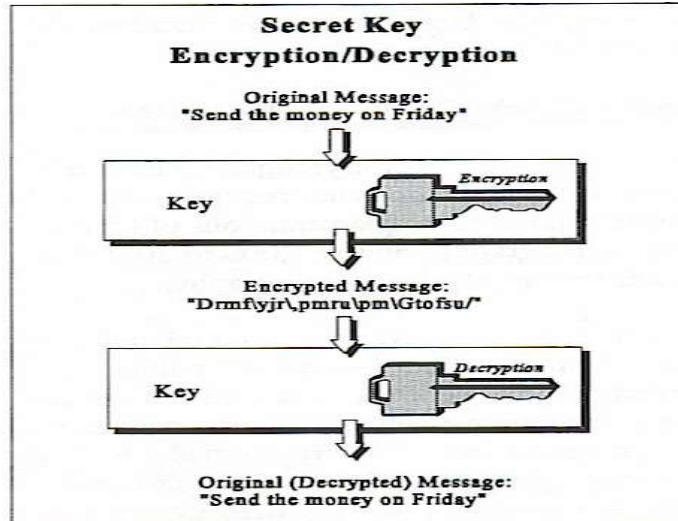 Secret Key
Encryption/Decryption
Original Message:
"Send the money on Friday"
Encryption
Key
Encrypted Message:
"Drmf\yjr\,pmru\pm\Gtofsu/"
Decryption
Key
Original (Decrypted) Message:
"Send the money on Friday"